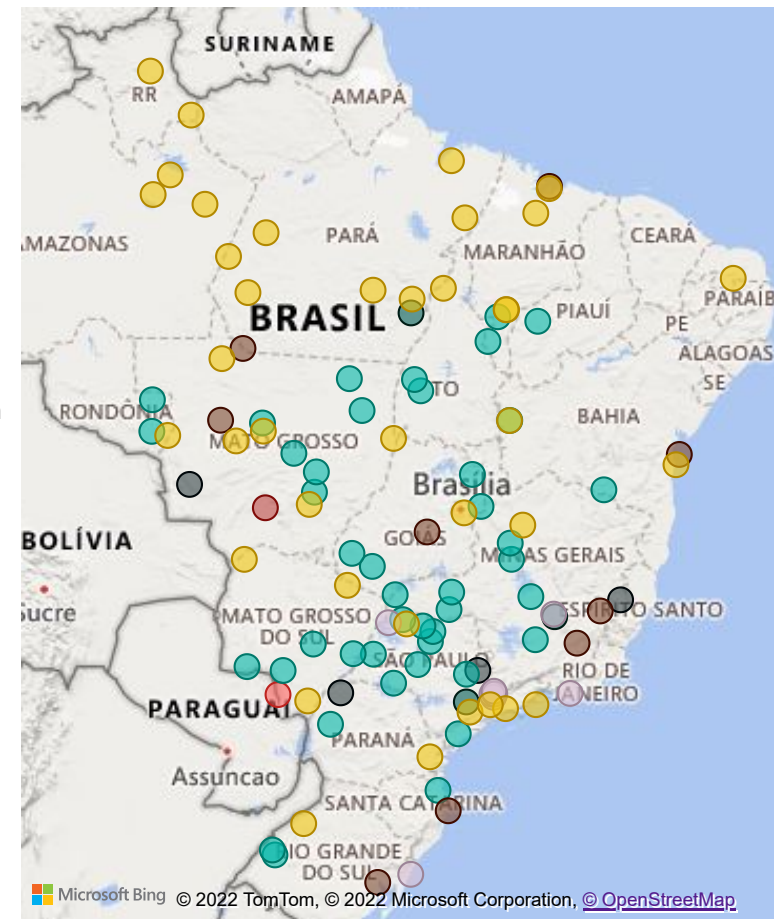 SURINAME
RR
AMAPÁ
AMAZONAS
PARÁ
MARANHÃO
CEARÁ
BRASIL
PIAUÍ
PARAÍB
PE
ALAGOAS
TO
SE
RONDÔNIA
BAHIA
MATO GROSSO
Brasília
BOLÍVIA
GOIÁS
MINAS GERAIS
Sucre
MATO GROSSO
DO SUL
ESPÍRITO SANTO
SÃO PAULO
RIO DE
JANEIRO
PARAGUAI
PARANÁ
Assuncao
SANTA CATARINA
RIO GRANDE
DO SUL
Microsoft Bing © 2022 TomTom, © 2022 Microsoft Corporation, © OpenStreetMap